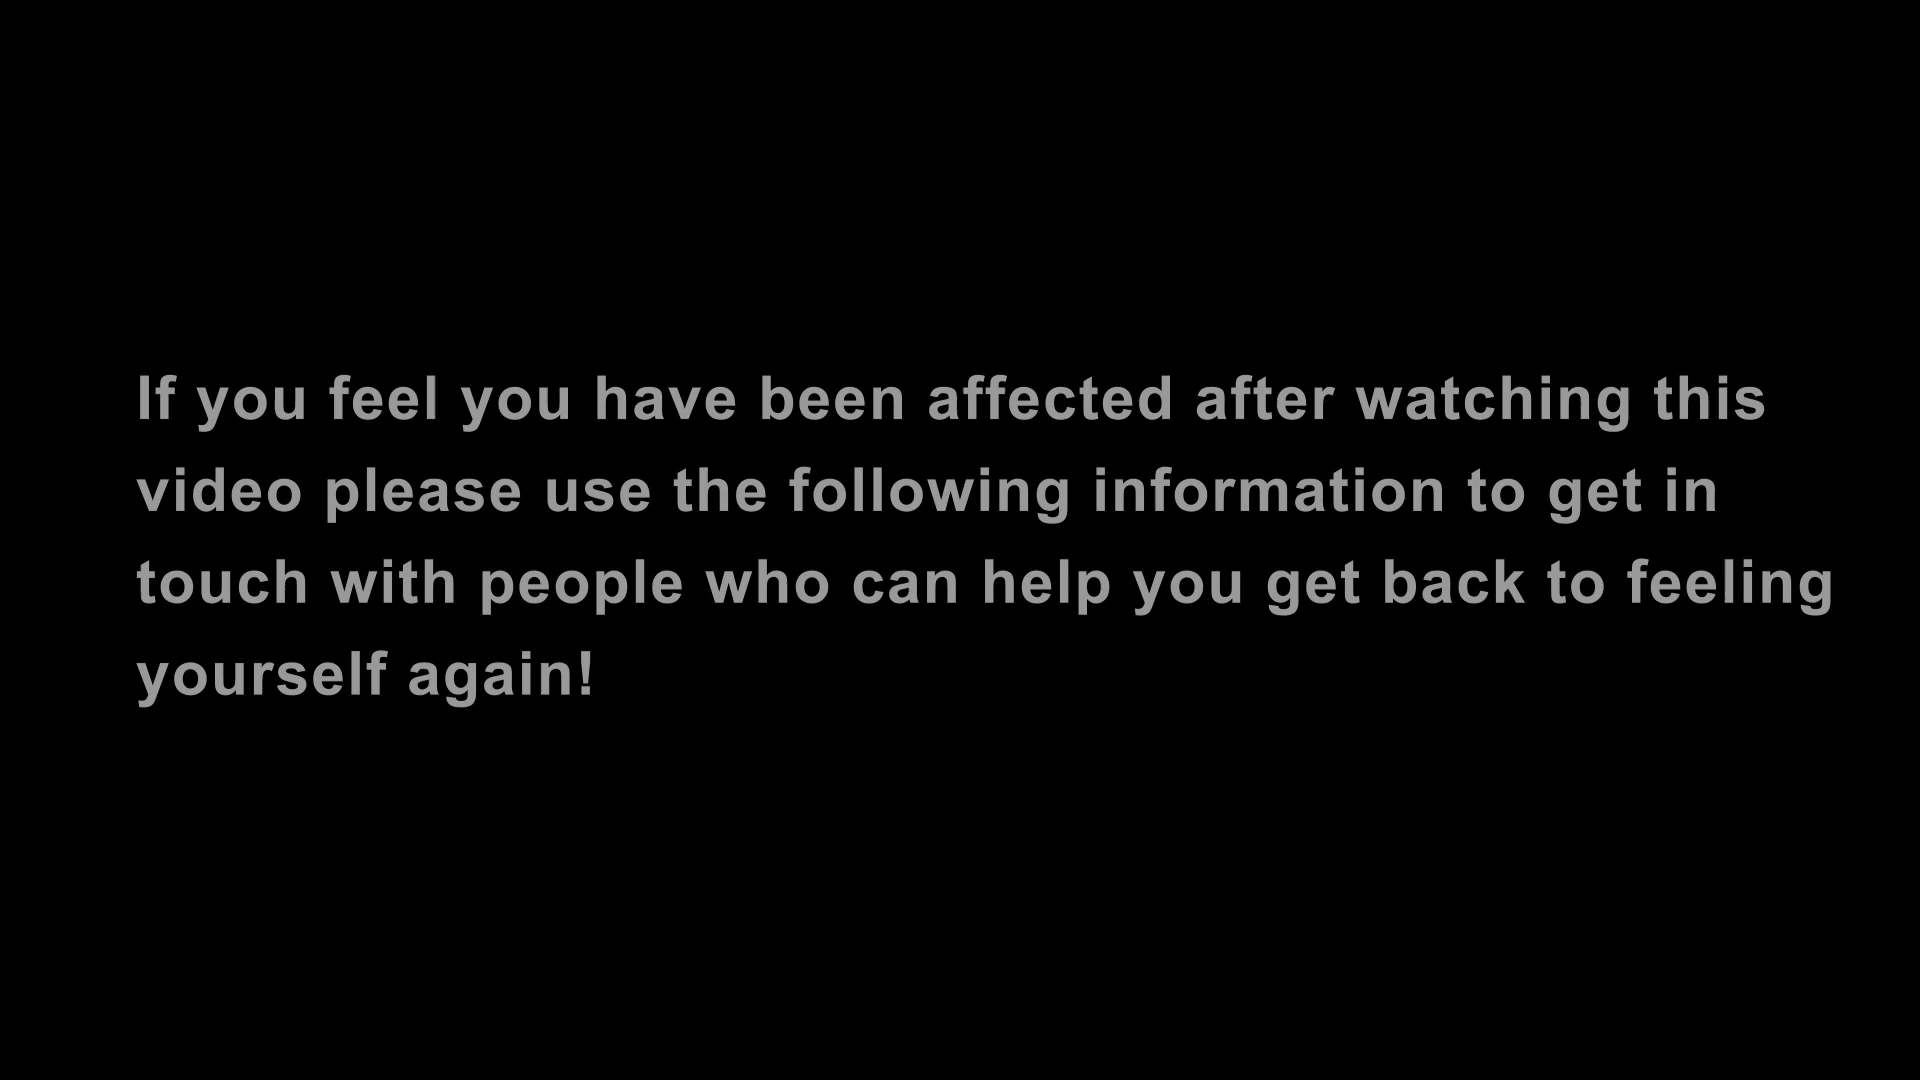 If you feel you have been affected after watching this
video please use the following information to get in
touch with people who can help you get back to feeling
yourself again!